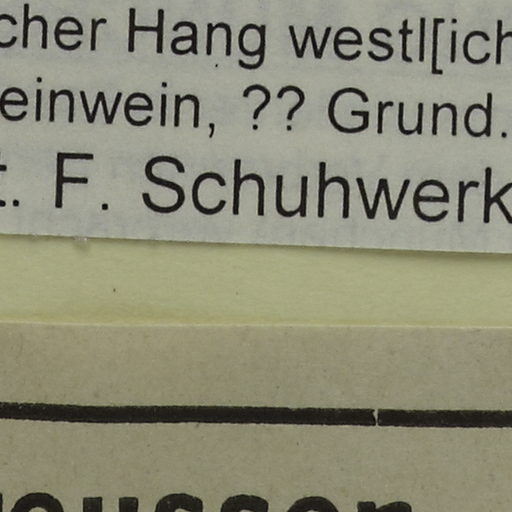 cher Hang westl[ich
einwein, ?? Grund.
t. F. Schuhwerk